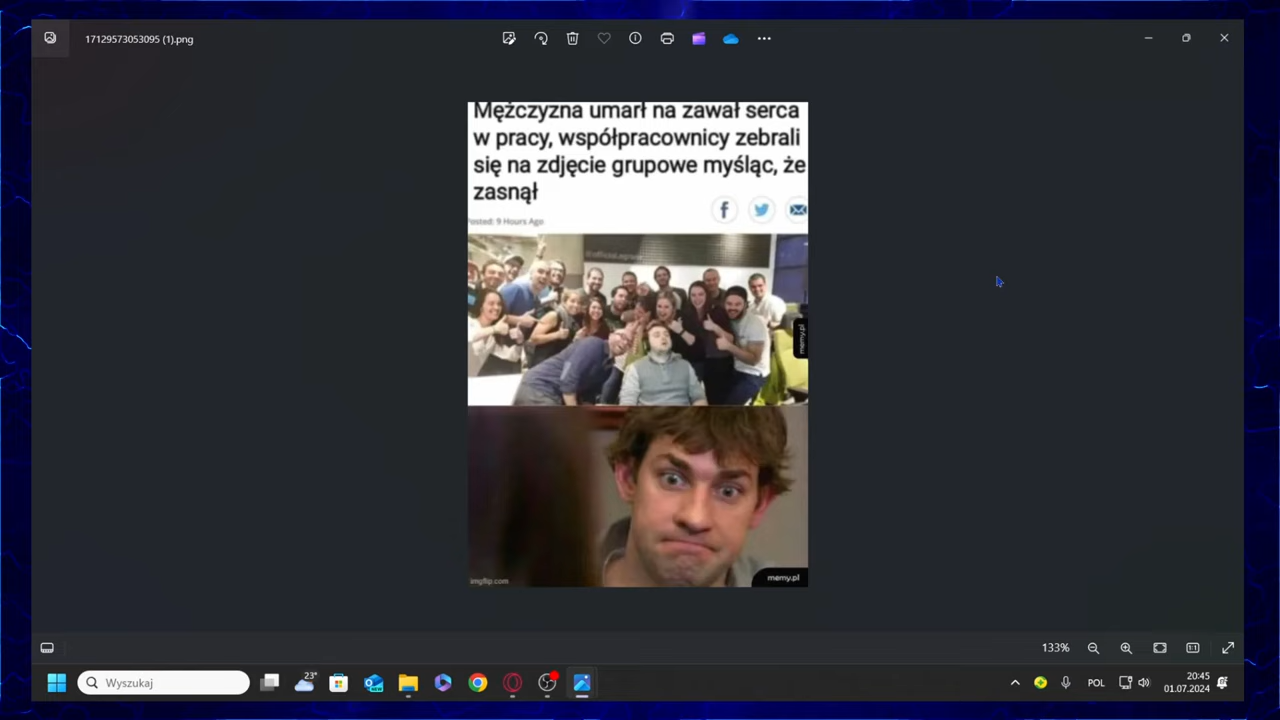 17129573053095 (1).png
Mężczyzna umarł na zawał serca
w pracy, współpracownicy zebrali
się na zdjęcie grupowe myśląc, że
zasnął
Posted: 9 Hours Ago
memy.pl
imgflip.com
memy.pl
133%
Wyszukaj
23°
POL
20:45
01.07.2024